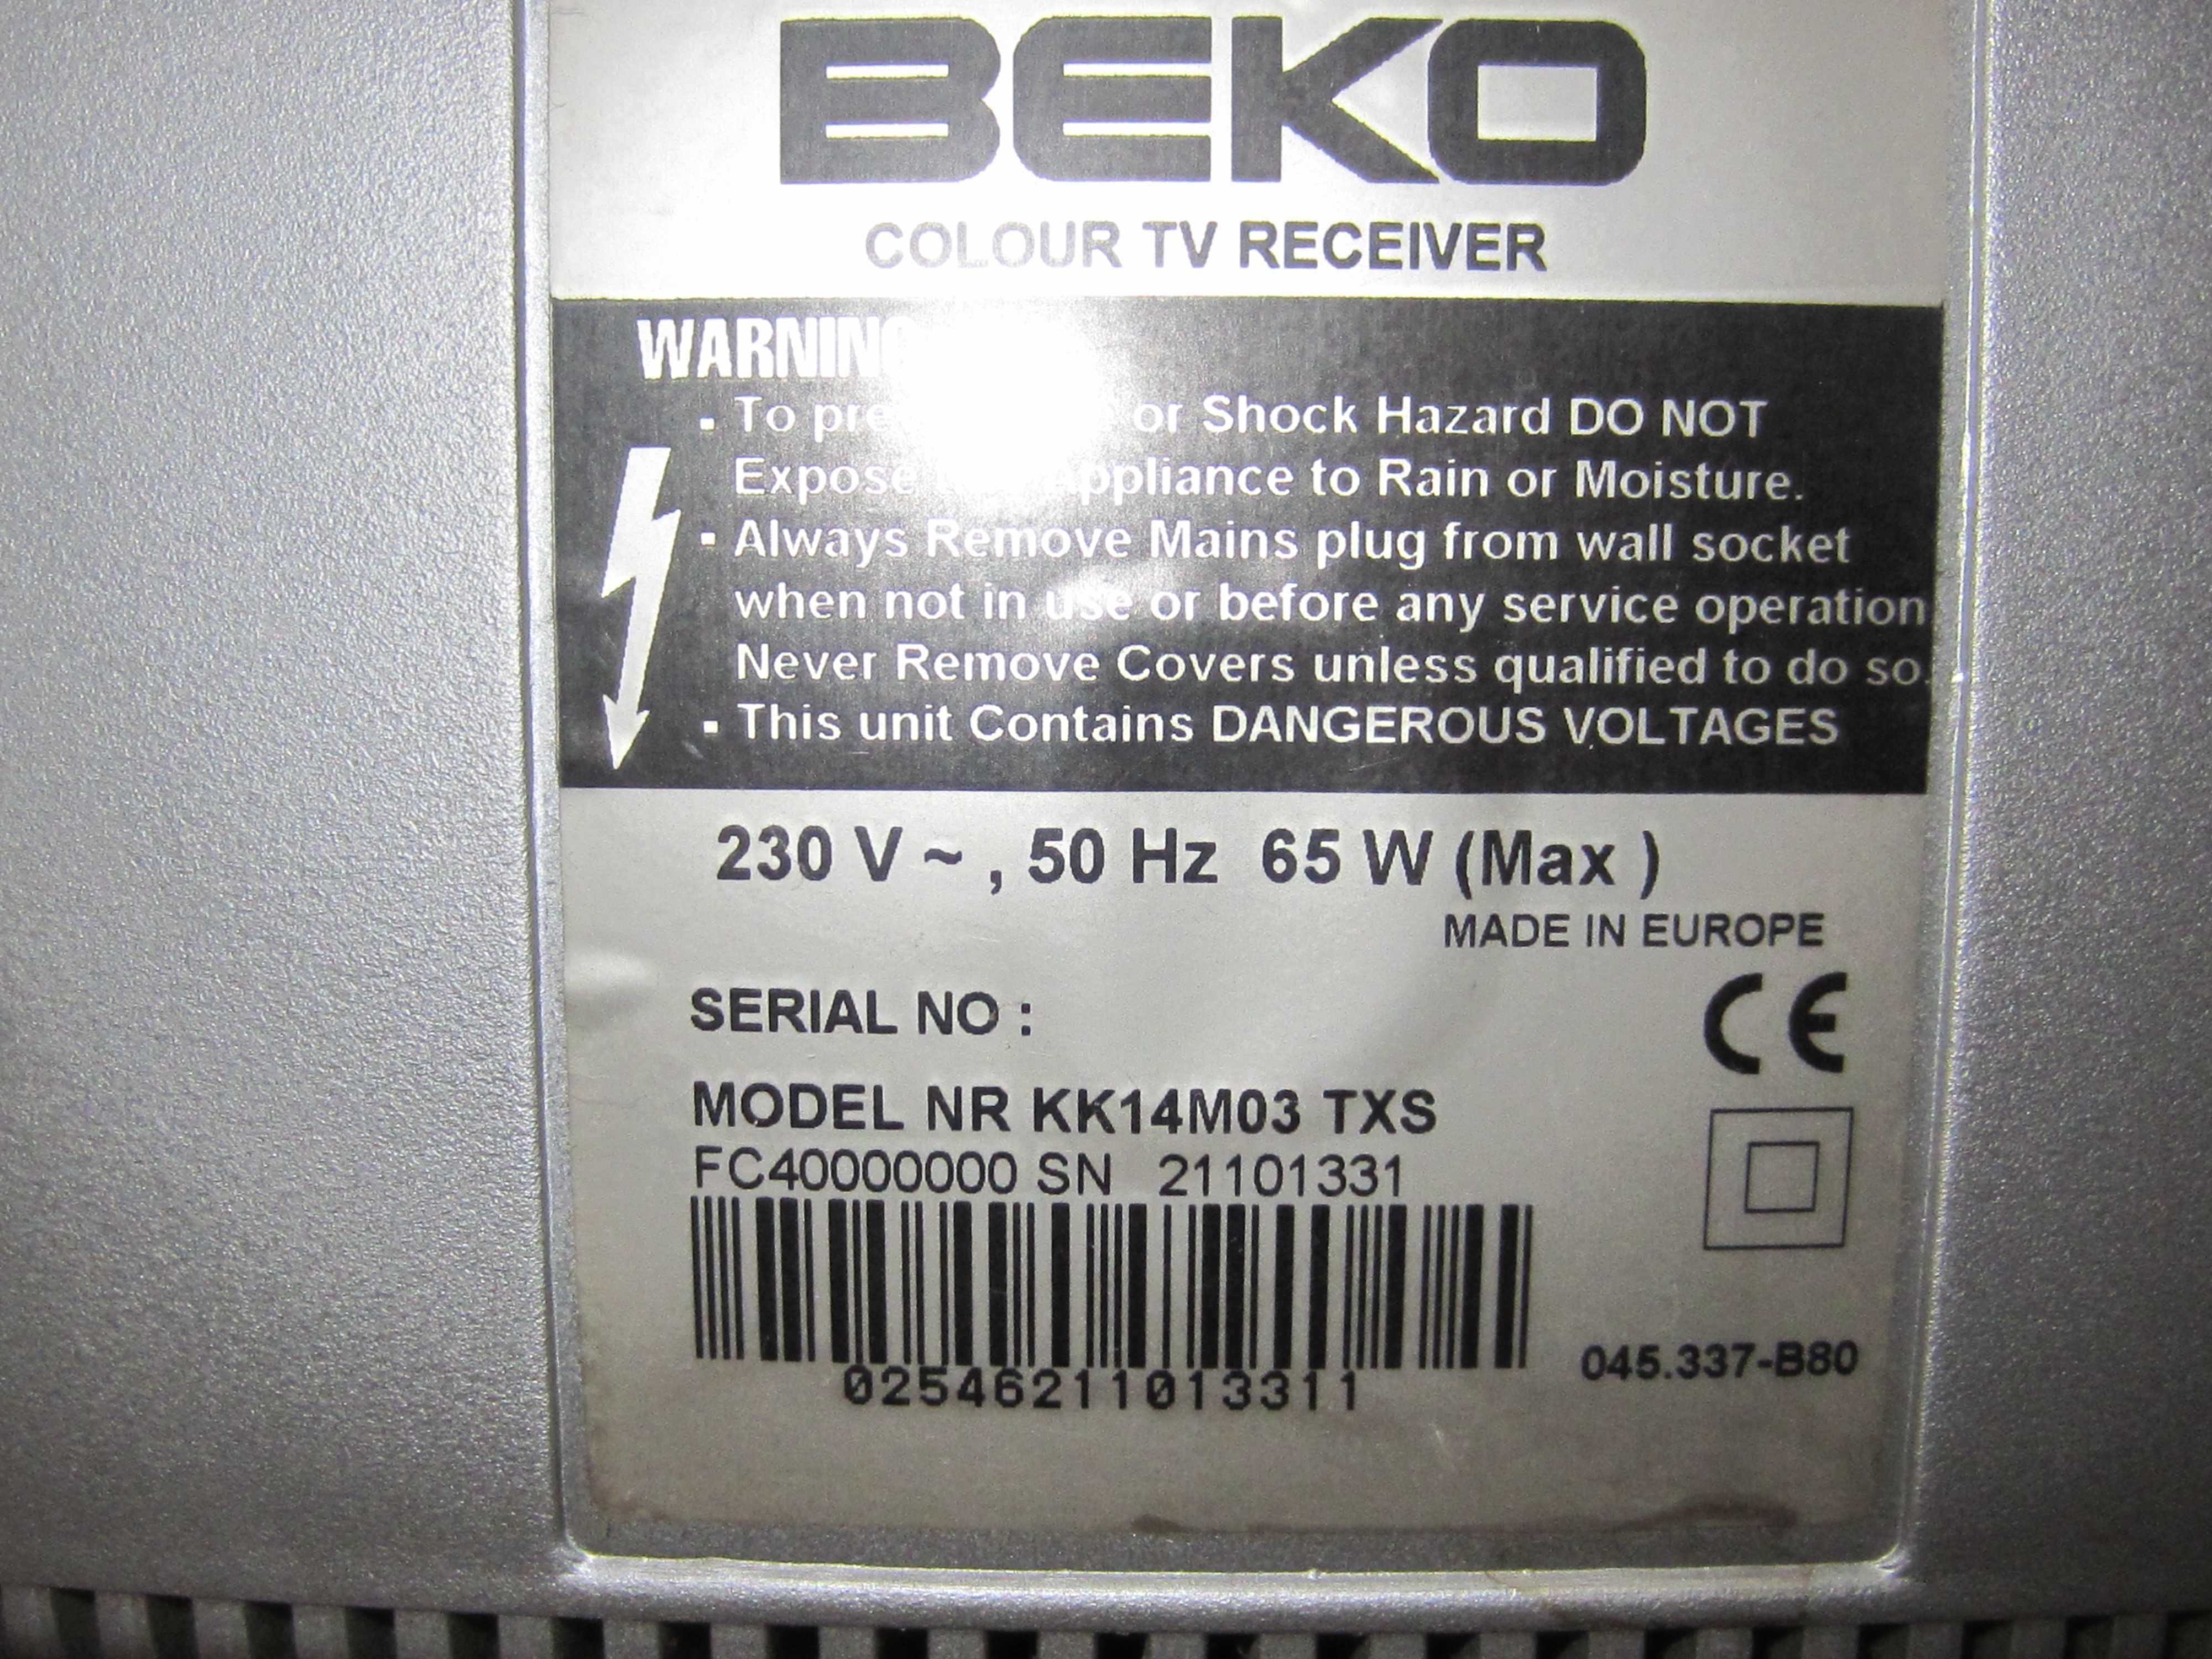 BEKO
COLOUR TV RECEIVER
WARNING
- To or Shock Hazard DO NOT
Expose appliance to Rain or Moisture.
- Always Remove Mains plug from wall socket
when not in use or before any service operation
Never Remove Covers unless qualified to do so.
- This unit Contains DANGEROUS VOLTAGES
230 V ~ , 50 Hz 65 W (Max )
MADE IN EUROPE
SERIAL NO :
CE
MODEL NR KK14M03 TXS
FC40000000 SN 21101331
02546211013311
045.337-B80